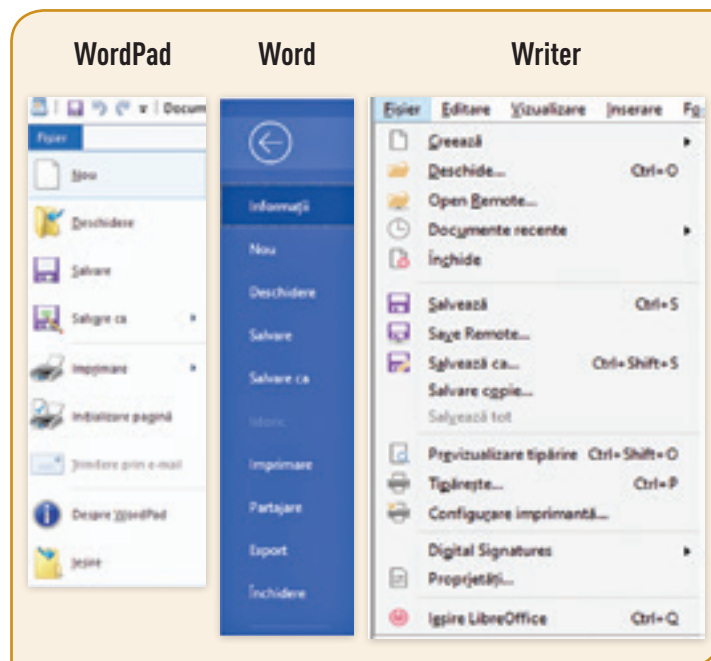 WordPad
Word
Writer
Fișier
Nou
Deschidere
Salvare
Salvare ca
Imprimare
Inițializare pagină
Trimitere prin e-mail
Despre WordPad
Ieșire
Informații
Nou
Deschidere
Salvare
Salvare ca
Istoric
Imprimare
Partajare
Export
Închidere
Fișier Editare Vizualizare Inserare Fo
Creează
Deschide... Ctrl+O
Open Remote...
Documente recente
Închide
Salvează Ctrl+S
Save Remote...
Salvează ca... Ctrl+Shift+S
Salvare copie...
Salvează tot
Previzualizare tipărire Ctrl+Shift+O
Tipărește... Ctrl+P
Configurare imprimantă...
Digital Signatures
Proprietăți...
Ieșire LibreOffice Ctrl+Q